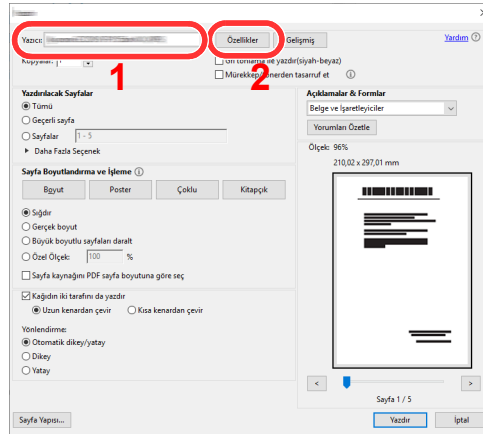 Yazıcı: Özellikler Gelişmiş Yardım
Kopyalar: 1 Gri tonlama ile yazdır(siyah-beyaz)
1 2
Mürekkep/tonerden tasarruf et
Yazdırılacak Sayfalar
Tümü
Geçerli sayfa
Sayfalar 1 - 5
Daha Fazla Seçenek
Açıklamalar & Formlar
Belge ve İşaretleyiciler
Yorumları Özetle
Sayfa Boyutlandırma ve İşleme
Boyut Poster Çoklu Kitapçık
Sığdır
Gerçek boyut
Büyük boyutlu sayfaları daralt
Özel Ölçek: 100 %
Sayfa kaynağını PDF sayfa boyutuna göre seç
Kağıdın iki tarafını da yazdır
Uzun kenardan çevir Kısa kenardan çevir
Yönlendirme:
Otomatik dikey/yatay
Dikey
Yatay
Ölçek: 96%
210,02 x 297,01 mm
< >
Sayfa 1 / 5
Sayfa Yapısı... Yazdır İptal